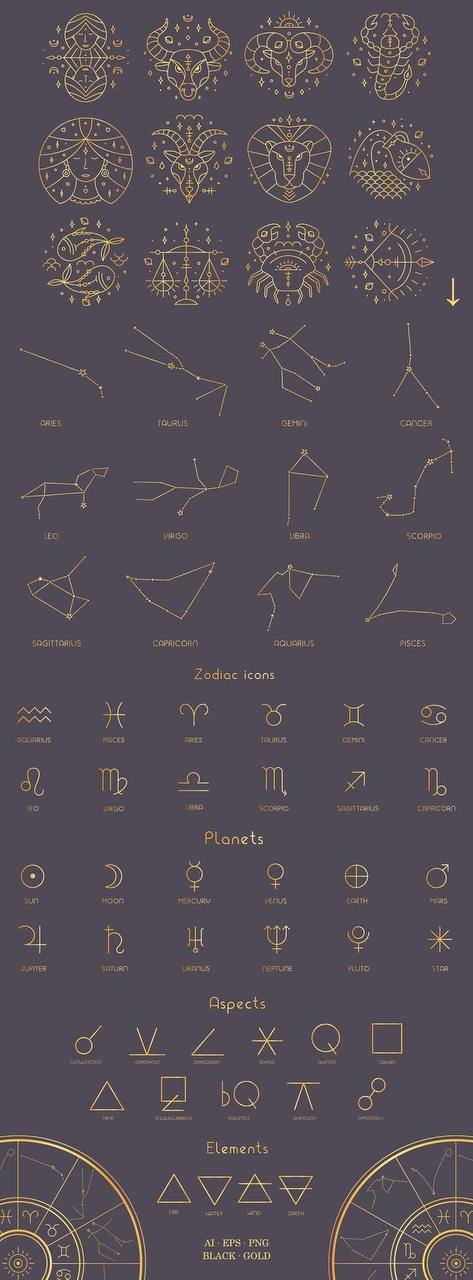 ARIES TAURUS GEMINI CANCER
LEO VIRGO LIBRA SCORPIO
SAGITTARIUS CAPRICORN AQUARIUS PISCES
Zodiac icons
AQUARIUS PISCES ARIES TAURUS GEMINI CANCER
LEO VIRGO LIBRA SCORPIO SAGITTARIUS CAPRICORN
Planets
SUN MOON MERCURY VENUS EARTH MARS
JUPITER SATURN URANUS NEPTUNE PLUTO STAR
Aspects
CONJUNCTION SEMISEXTILE SEMISQUARE SEXTILE QUINTILE SQUARE
TRINE SESQUIQUADRATE BIQUINTILE QUINCUNX OPPOSITION
Elements
FIRE WATER WIND EARTH
AI · EPS · PNG
BLACK · GOLD